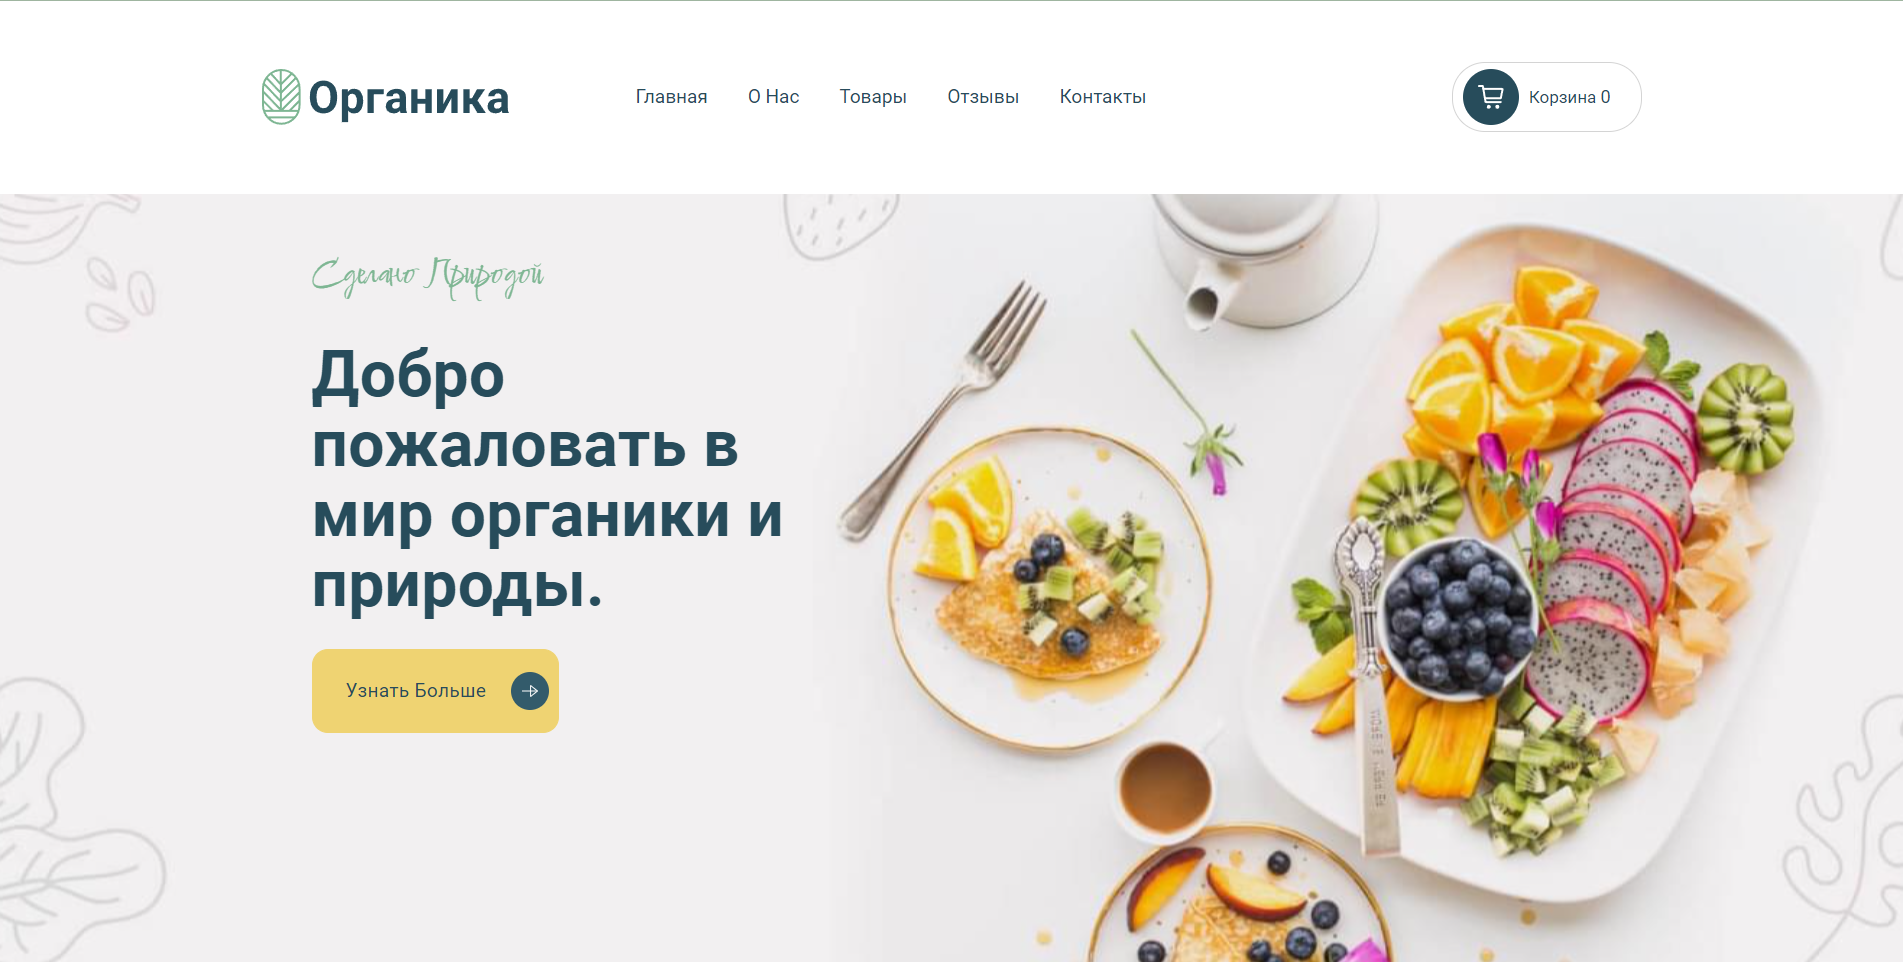 Органика
Главная
О Нас
Товары
Отзывы
Контакты
Корзина 0
Сделано Природой
Добро
пожаловать в
мир органики и
природы.
Узнать Больше